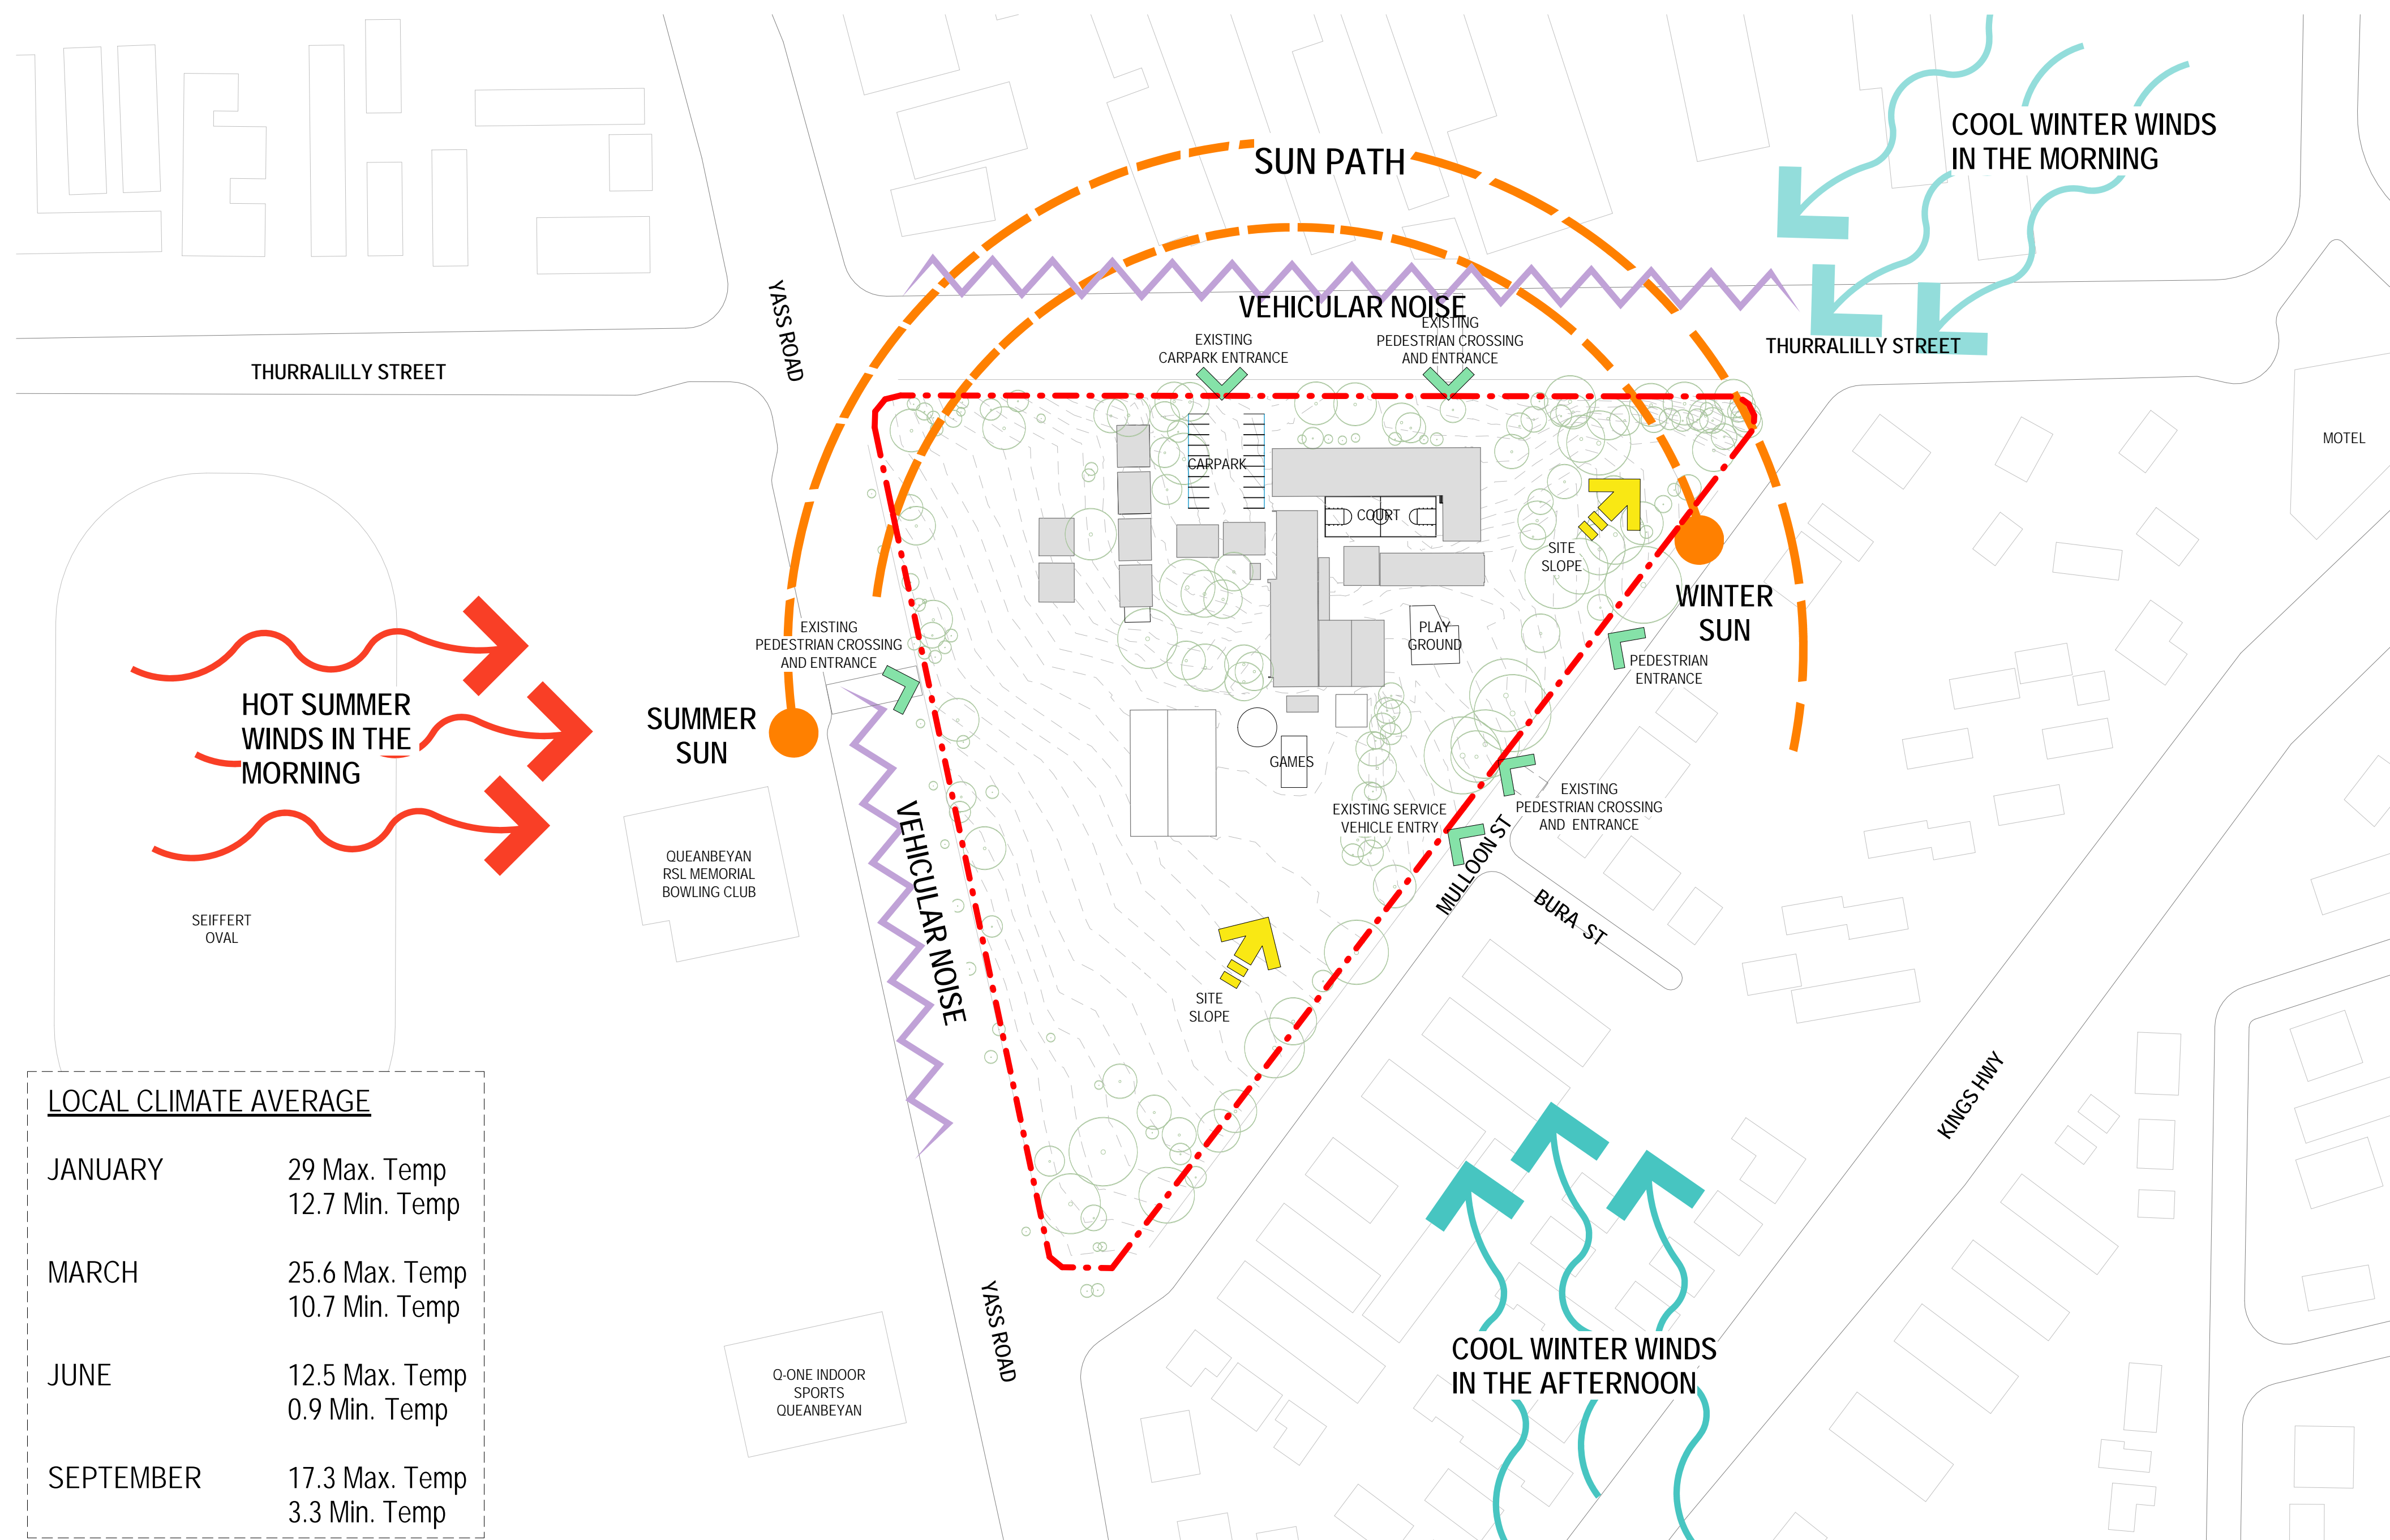 COOL WINTER WINDS
IN THE MORNING
SUN PATH
VEHICULAR NOISE
YASS ROAD
THURRALILLY STREET
THURRALILLY STREET
EXISTING
CARPARK ENTRANCE
EXISTING
PEDESTRIAN CROSSING
AND ENTRANCE
MOTEL
CARPARK
COURT
SITE
SLOPE
WINTER
SUN
PLAY
GROUND
PEDESTRIAN
ENTRANCE
EXISTING
PEDESTRIAN CROSSING
AND ENTRANCE
HOT SUMMER
WINDS IN THE
MORNING
SUMMER
SUN
GAMES
EXISTING SERVICE
VEHICLE ENTRY
EXISTING
PEDESTRIAN CROSSING
AND ENTRANCE
VEHICULAR NOISE
QUEANBEYAN
RSL MEMORIAL
BOWLING CLUB
MULLOON ST
BURA ST
SEIFFERT
OVAL
SITE
SLOPE
KINGS HWY
YASS ROAD
Q-ONE INDOOR
SPORTS
QUEANBEYAN
COOL WINTER WINDS
IN THE AFTERNOON
LOCAL CLIMATE AVERAGE
JANUARY 29 Max. Temp
12.7 Min. Temp
MARCH 25.6 Max. Temp
10.7 Min. Temp
JUNE 12.5 Max. Temp
0.9 Min. Temp
SEPTEMBER 17.3 Max. Temp
3.3 Min. Temp